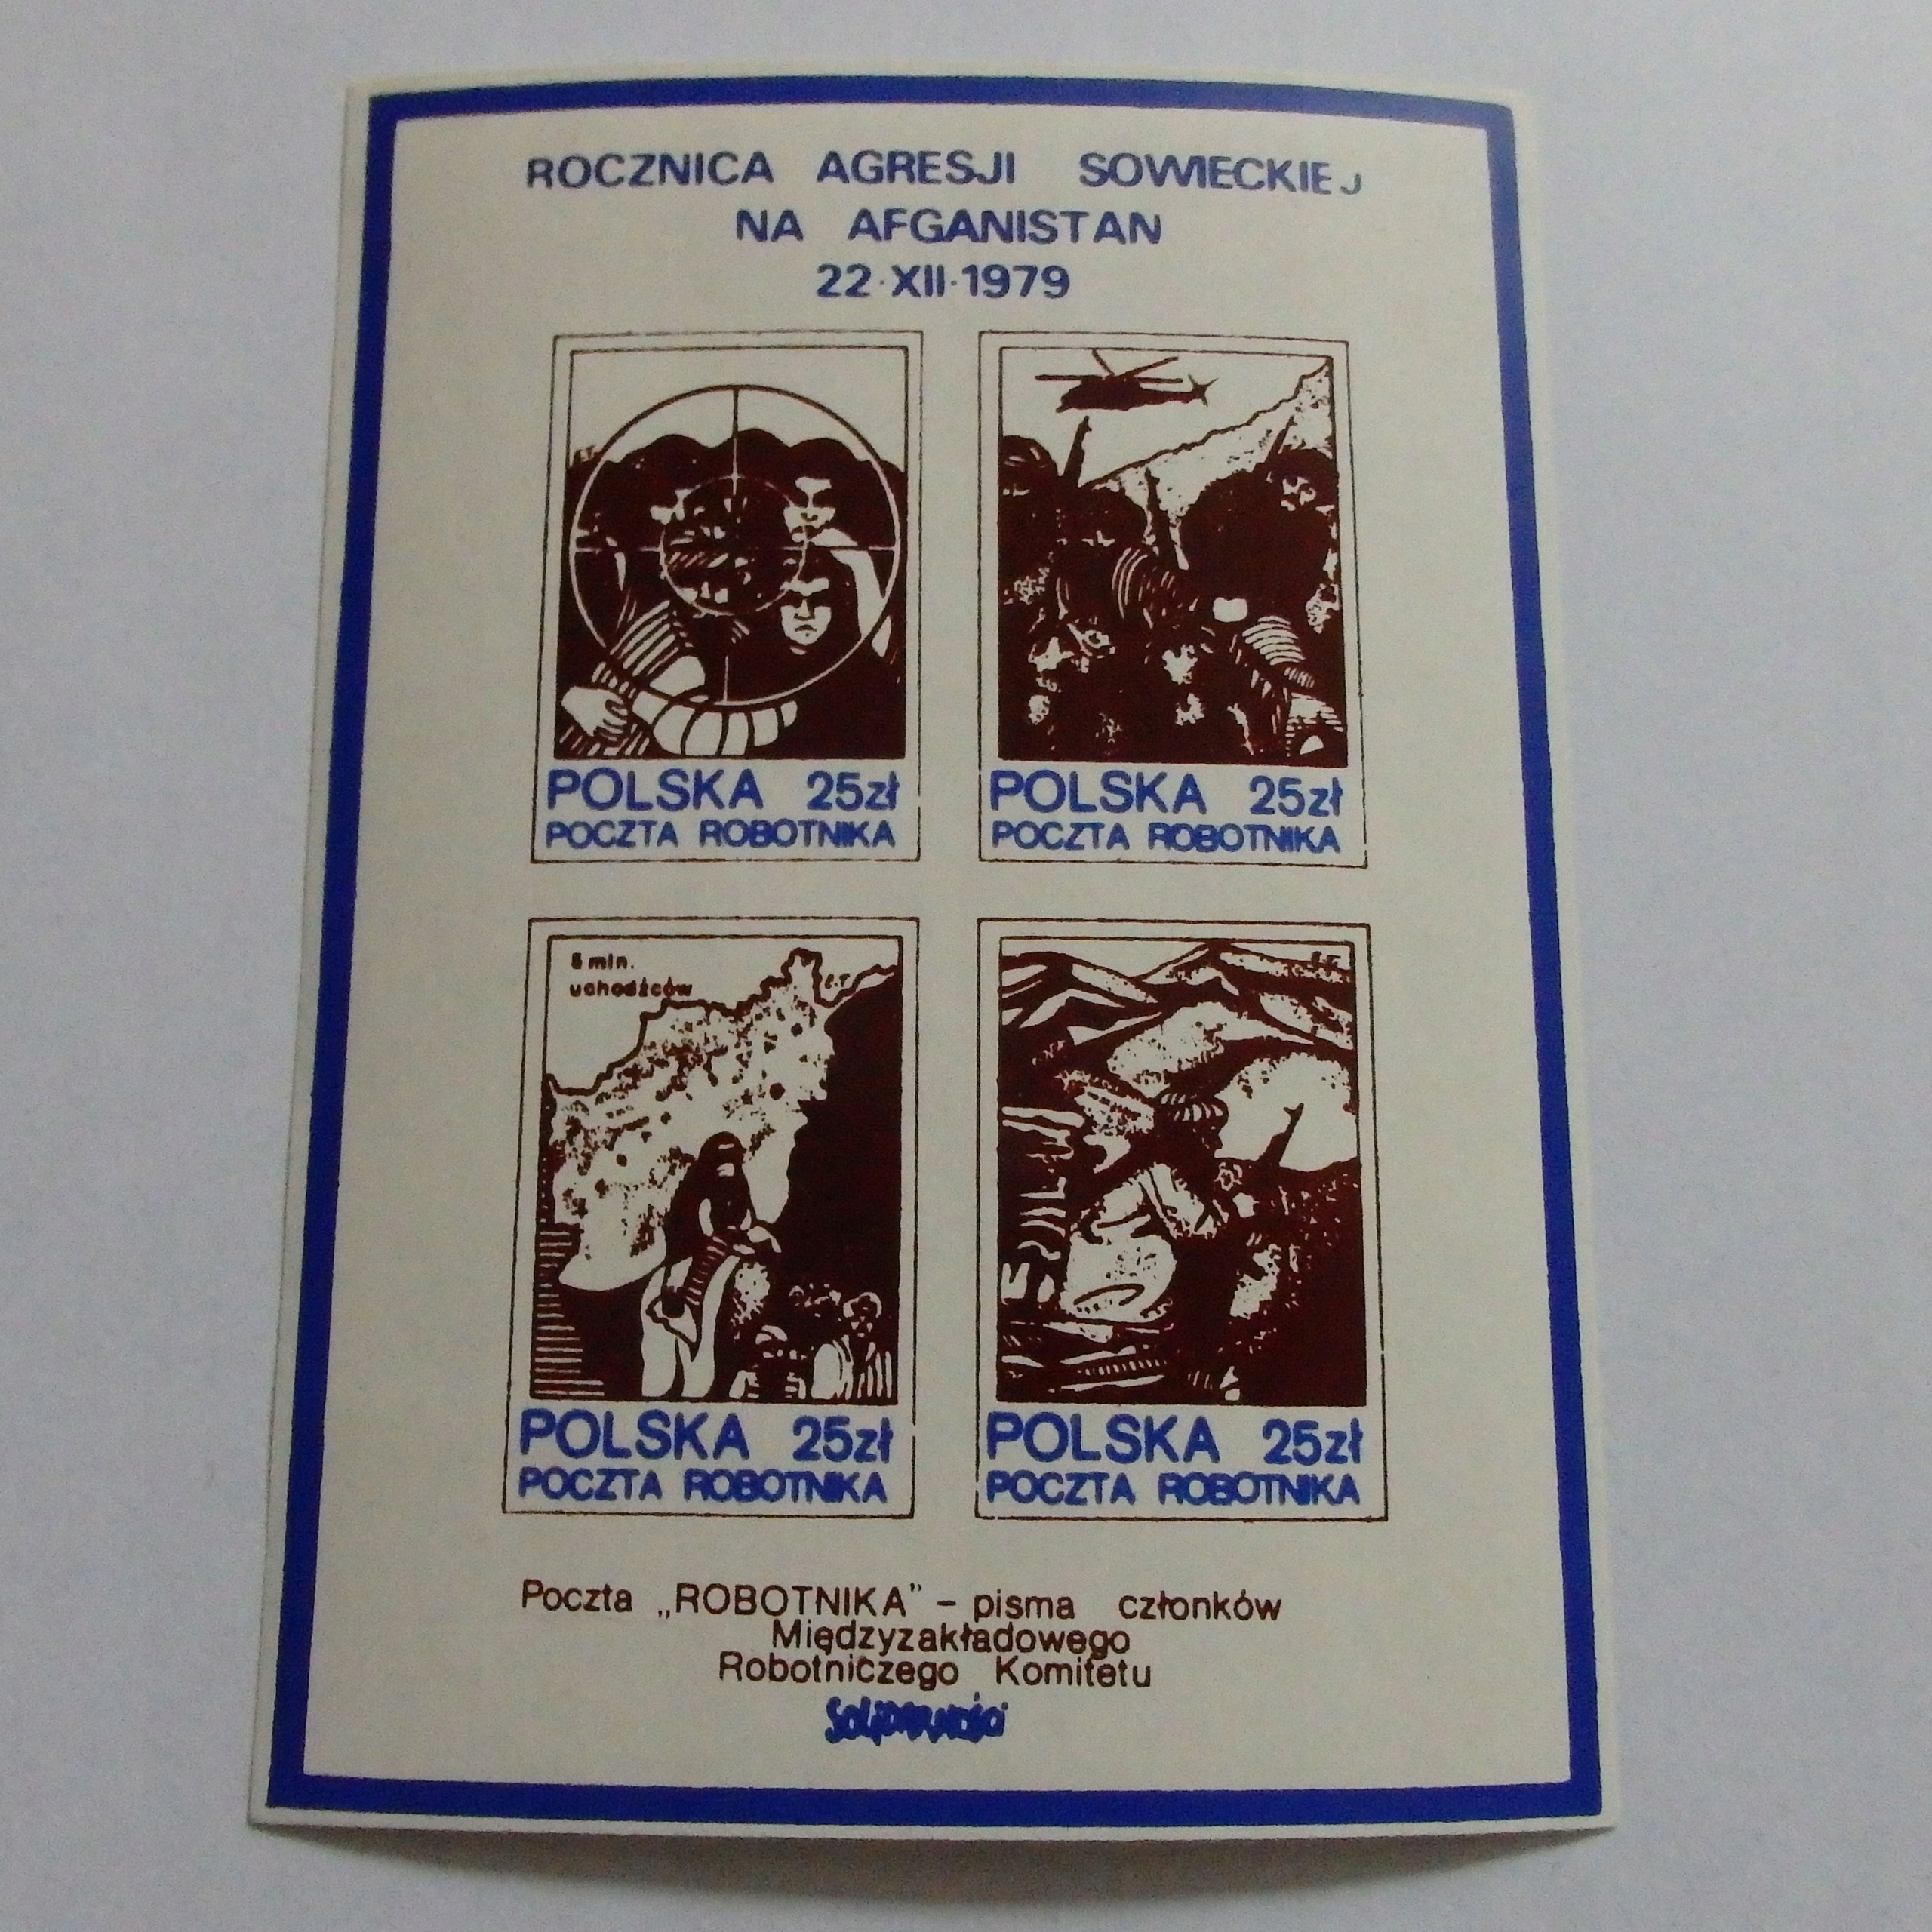 ROCZNICA AGRESJI SOWIECKIEJ
NA AFGANISTAN
22·XII·1979
POLSKA 25zł
POCZTA ROBOTNIKA
POLSKA 25zł
POCZTA ROBOTNIKA
5 mln.
uchodźców
E.T
E.T.
POLSKA 25zł
POCZTA ROBOTNIKA
POLSKA 25zł
POCZTA ROBOTNIKA
Poczta „ROBOTNIKA” – pisma członków
Międzyzakładowego
Robotniczego Komitetu
Solidarności